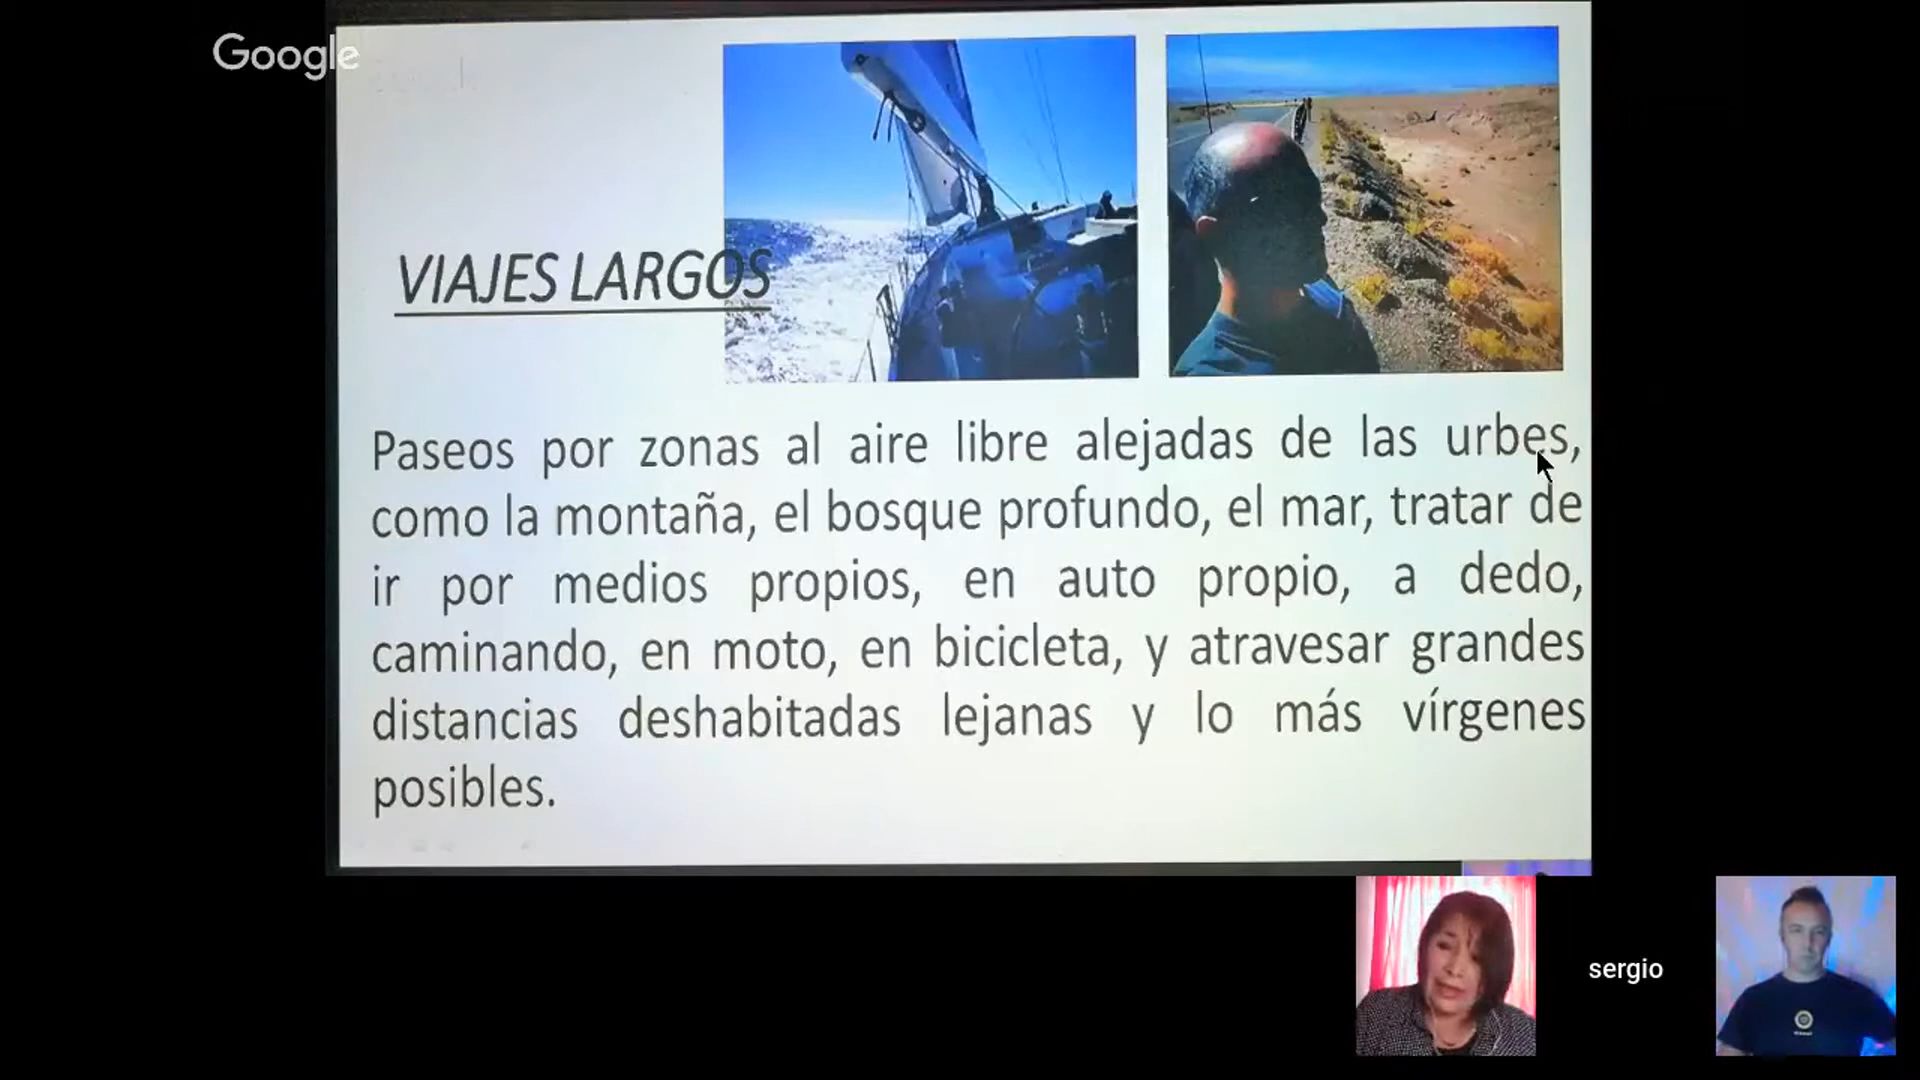 Google
VIAJES LARGOS
Paseos por zonas al aire libre alejadas de las urbes,
como la montaña, el bosque profundo, el mar, tratar de
ir por medios propios, en auto propio, a dedo,
caminando, en moto, en bicicleta, y atravesar grandes
distancias deshabitadas lejanas y lo más vírgenes
posibles.
sergio